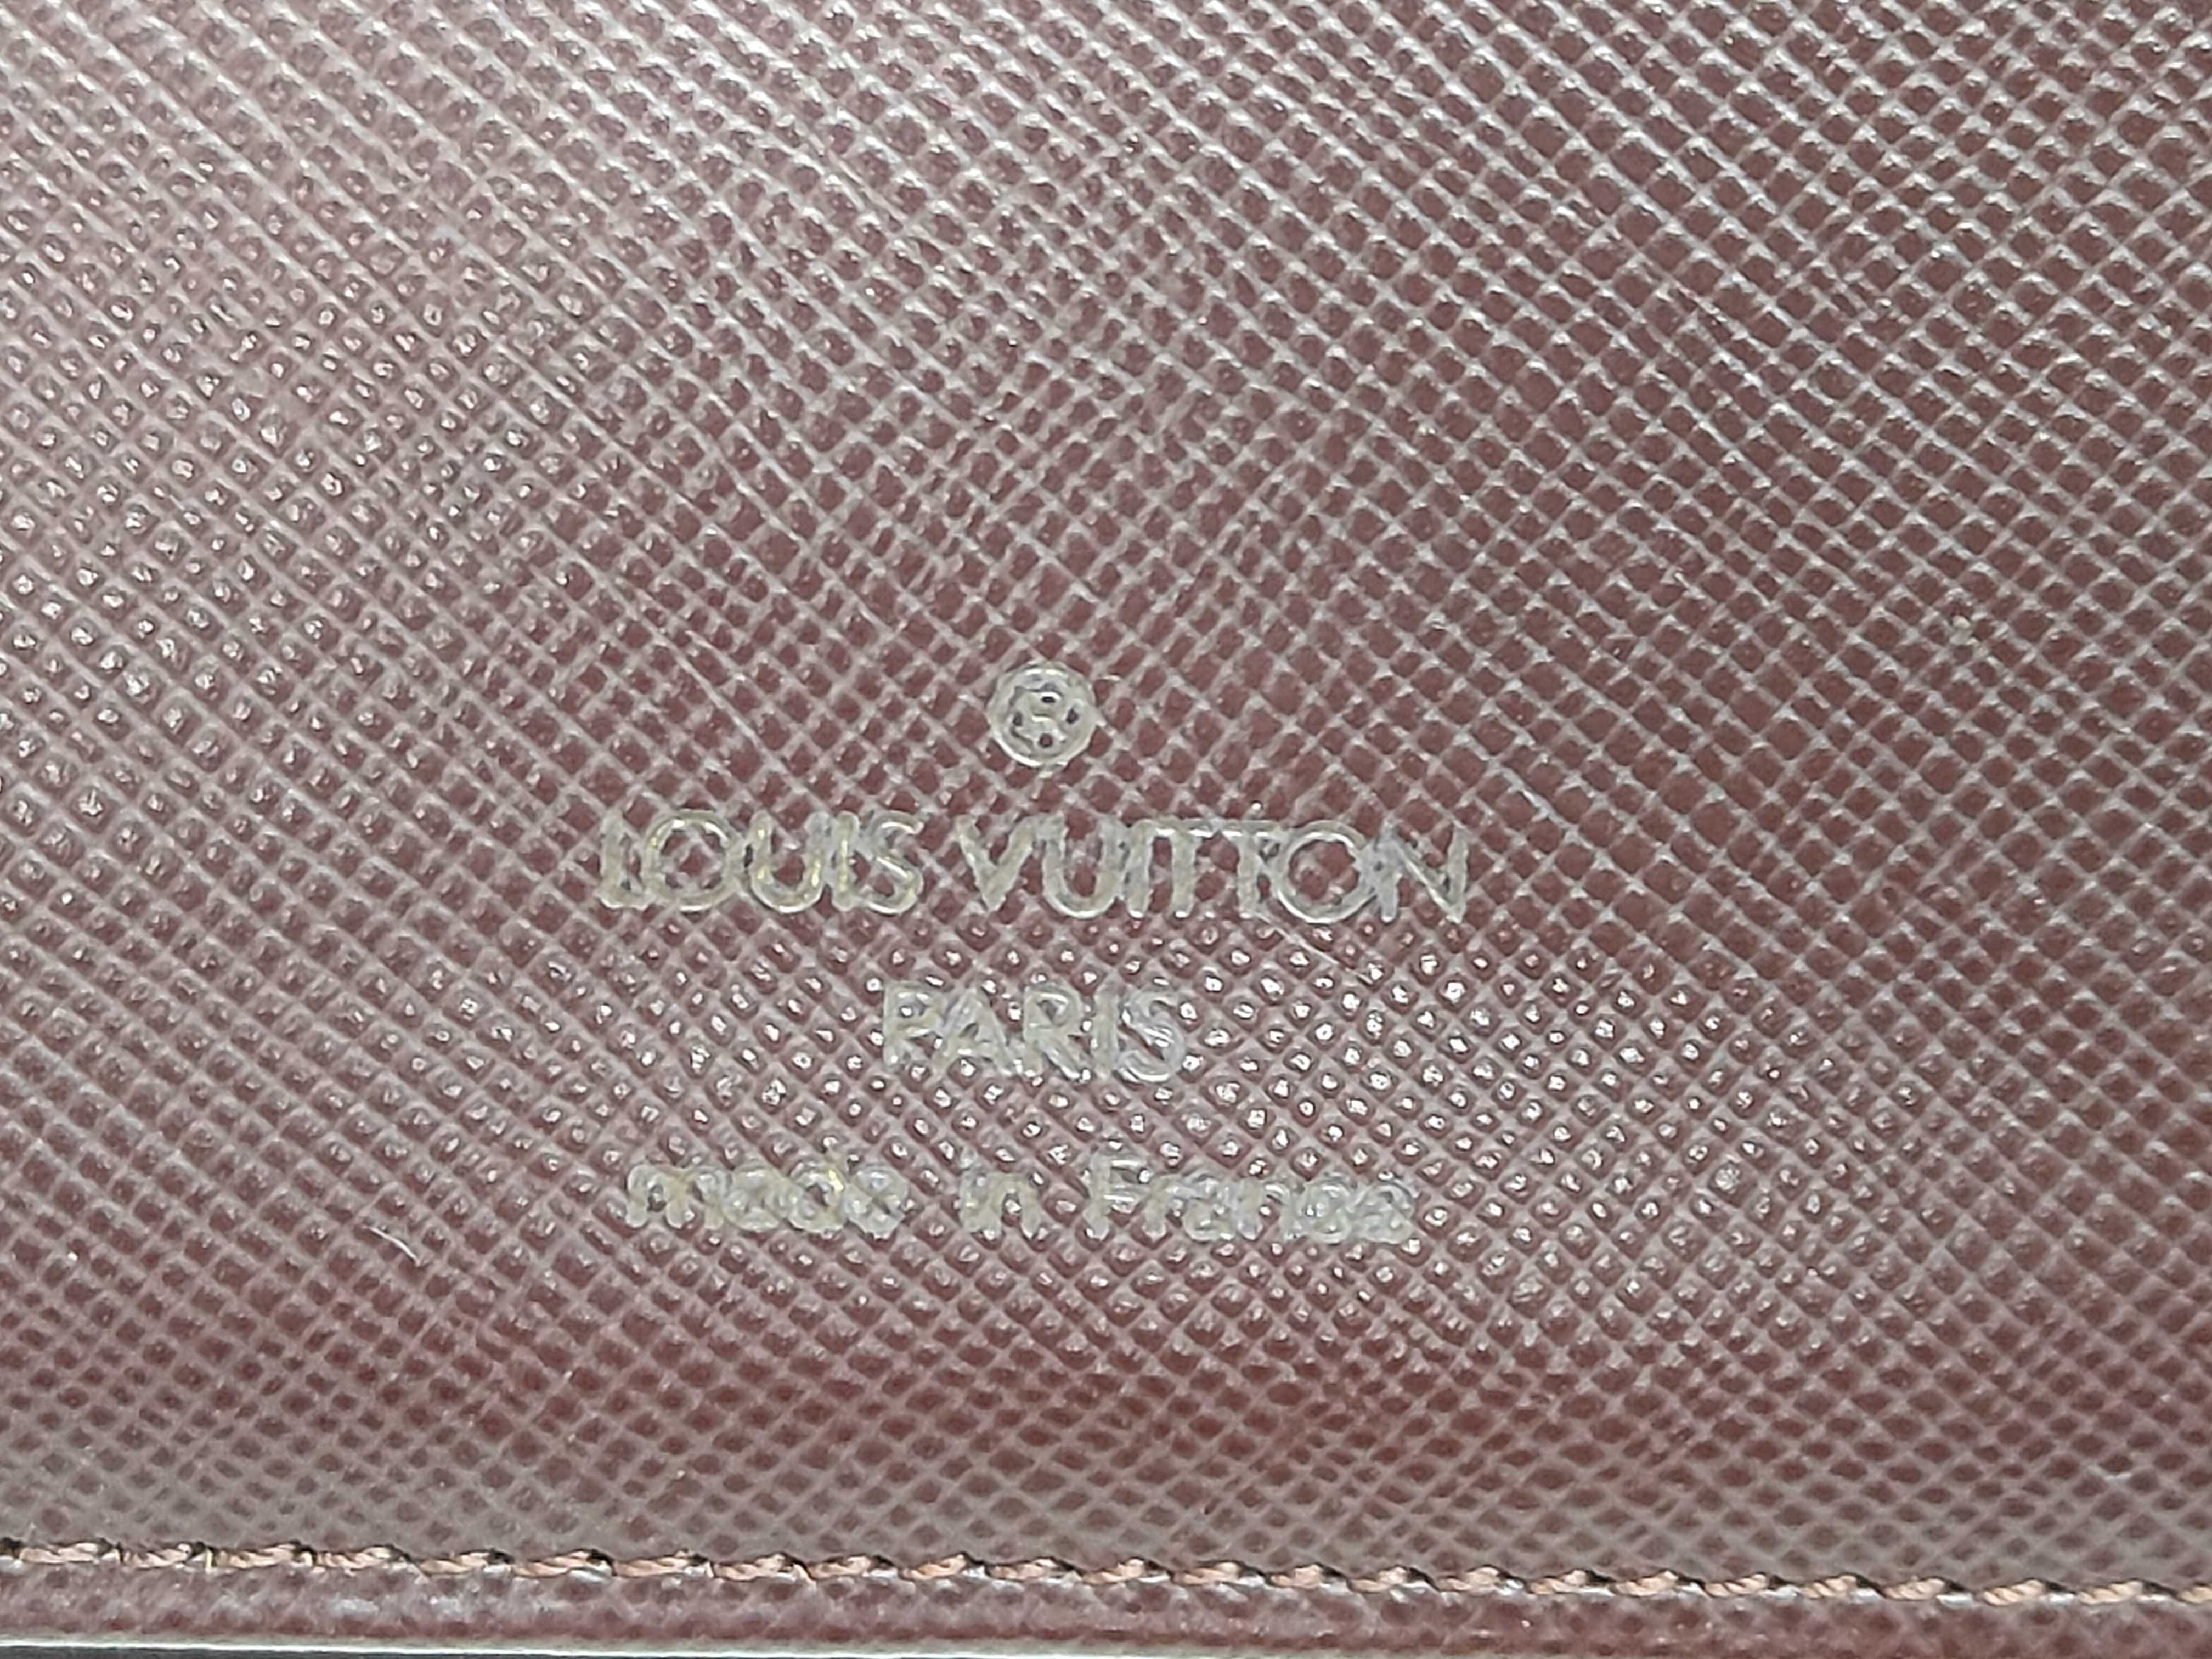 ®
LOUIS VUITTON
PARIS
made in France